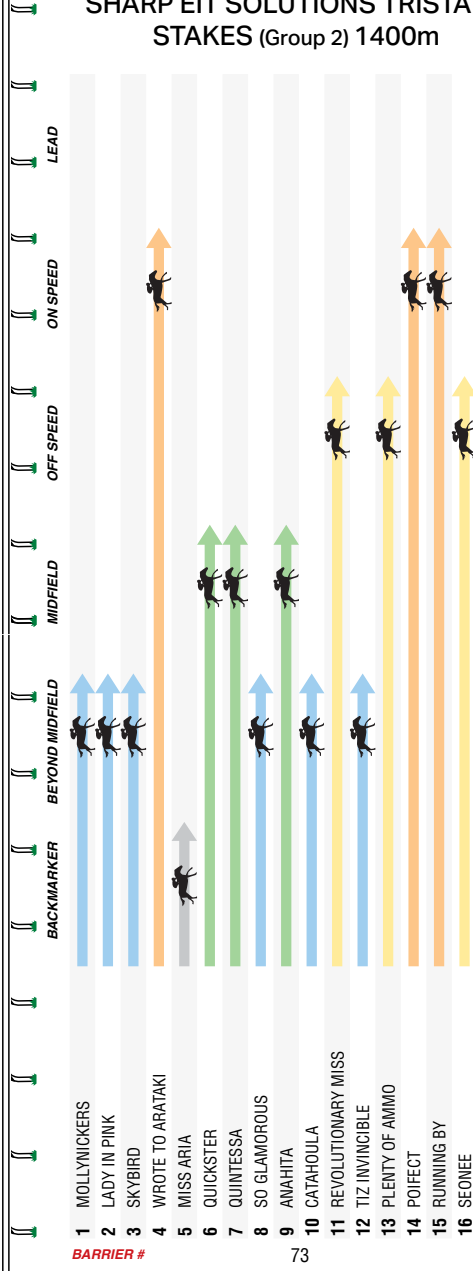 SHARP EIT SOLUTIONS TRISTA
STAKES (Group 2) 1400m
LEAD
ON SPEED
OFF SPEED
MIDFIELD
BEYOND MIDFIELD
BACKMARKER
1 MOLLYNICKERS
2 LADY IN PINK
3 SKYBIRD
4 WROTE TO ARATAKI
5 MISS ARIA
6 QUICKSTER
7 QUINTESSA
8 SO GLAMOROUS
9 ANAHITA
10 CATAHOULA
11 REVOLUTIONARY MISS
12 TIZ INVINCIBLE
13 PLENTY OF AMMO
14 POIFECT
15 RUNNING BY
16 SEONEE
BARRIER #
73